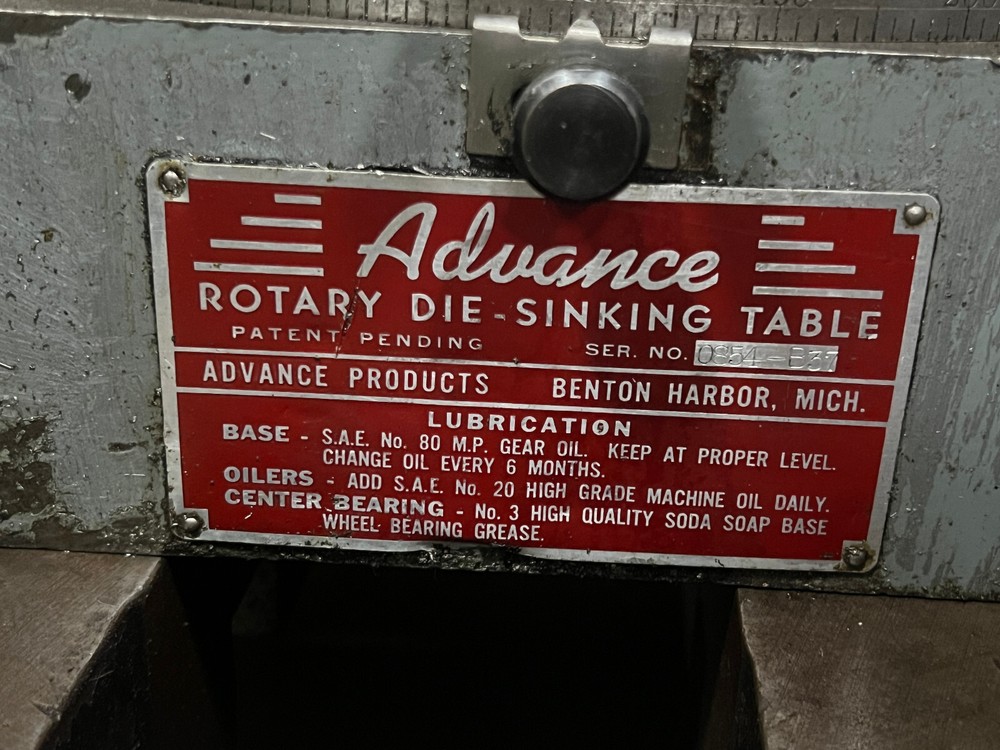 Advance
ROTARY DIE-SINKING TABLE
PATENT PENDING SER. NO. 0854-B37
ADVANCE PRODUCTS BENTON HARBOR, MICH.
LUBRICATION
BASE - S.A.E. No. 80 M.P. GEAR OIL. KEEP AT PROPER LEVEL.
CHANGE OIL EVERY 6 MONTHS.
OILERS - ADD S.A.E. No. 20 HIGH GRADE MACHINE OIL DAILY.
CENTER BEARING - No. 3 HIGH QUALITY SODA SOAP BASE
WHEEL BEARING GREASE.